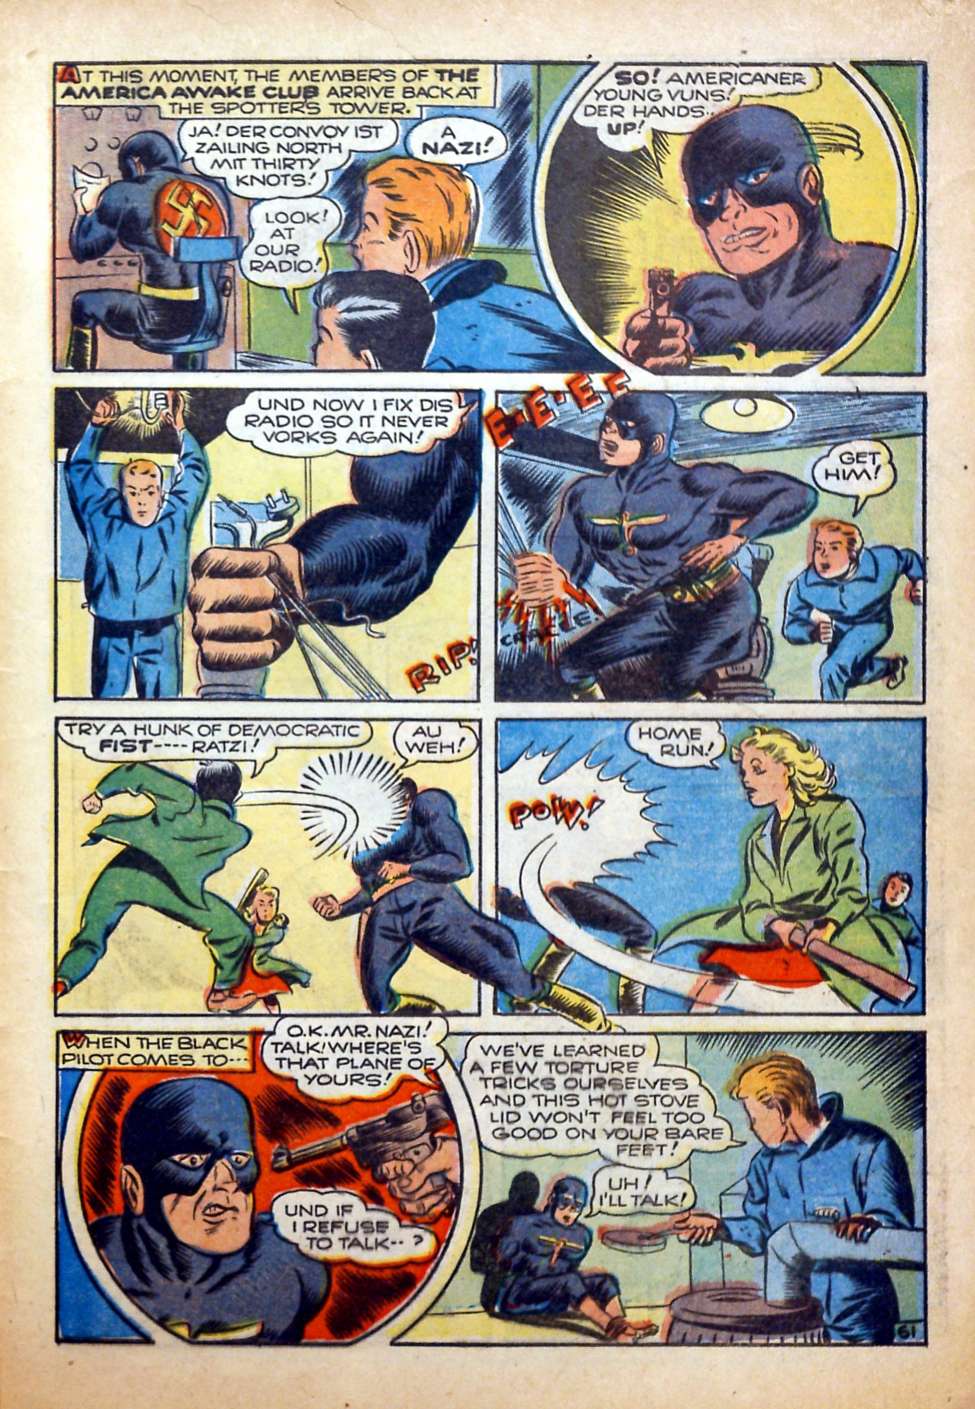 AT THIS MOMENT, THE MEMBERS OF THE
AMERICA AWAKE CLUB ARRIVE BACK AT
THE SPOTTER'S TOWER.
JA! DER CONVOY IST
ZAILING NORTH
MIT THIRTY
KNOTS!
A
NAZI!
LOOK!
AT
OUR
RADIO!
SO! AMERICANER
YOUNG VUNS!
DER HANDS..
UP!
UND NOW I FIX DIS
RADIO SO IT NEVER
VORKS AGAIN!
RIP!
E-E-E-E
CRACLE!
GET
HIM!
TRY A HUNK OF DEMOCRATIC
FIST---- RATZI!
AU
WEH!
POW!
HOME
RUN!
WHEN THE BLACK
PILOT COMES TO---
O.K. MR. NAZI!
TALK! WHERE'S
THAT PLANE OF
YOURS!
UND IF
I REFUSE
TO TALK--?
WE'VE LEARNED
A FEW TORTURE
TRICKS OURSELVES
AND THIS HOT STOVE
LID WON'T FEEL TOO
GOOD ON YOUR BARE
FEET!
UH!
I'LL TALK!
61